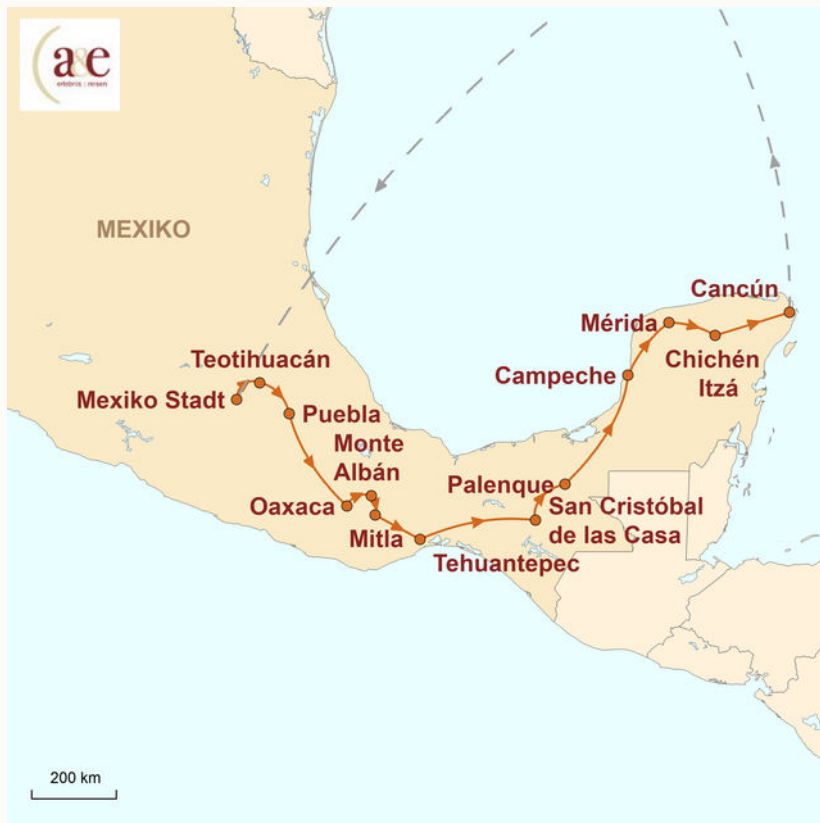 a&e
erlebnis : reisen
MEXIKO
Cancún
Mérida
Chichén
Itzá
Teotihuacán
Campeche
Mexiko Stadt
Puebla
Monte
Albán
Palenque
Oaxaca
San Cristóbal
de las Casa
Mitla
Tehuantepec
200 km